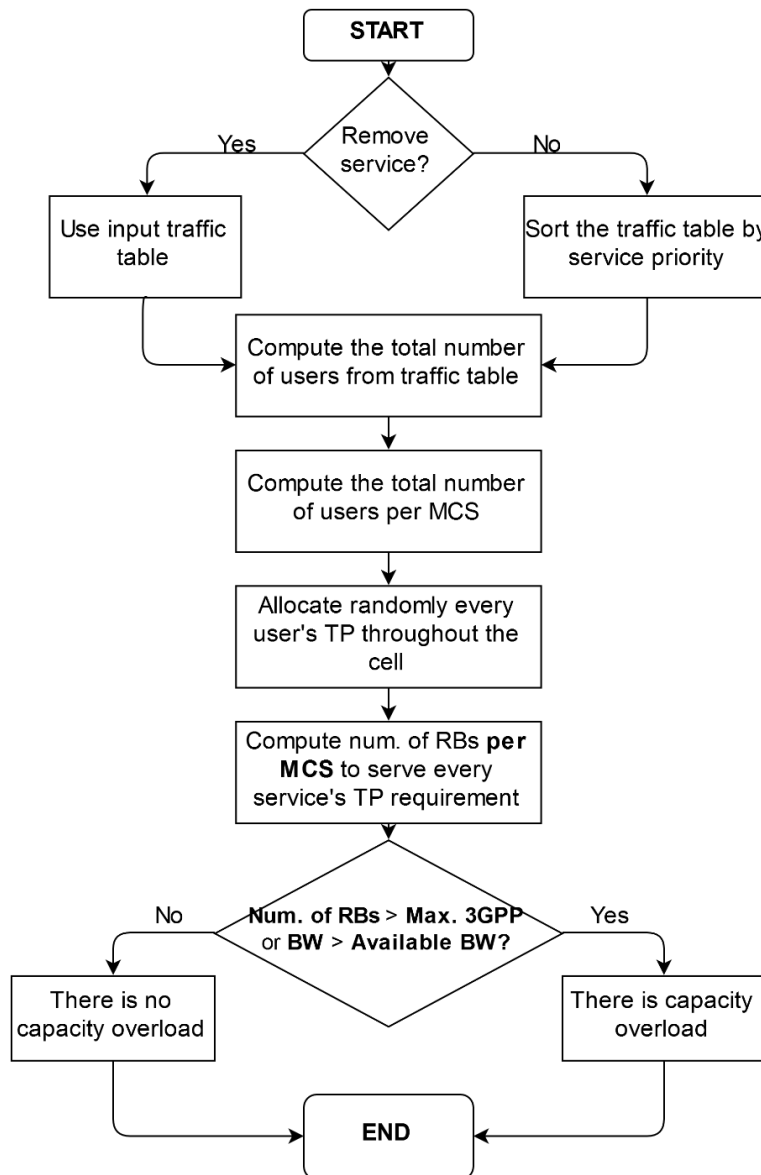 START
Remove
service?
Yes
No
Use input traffic
table
Sort the traffic table by
service priority
Compute the total number
of users from traffic table
Compute the total number
of users per MCS
Allocate randomly every
user's TP throughout the
cell
Compute num. of RBs per
MCS to serve every
service's TP requirement
Num. of RBs > Max. 3GPP
or BW > Available BW?
No
Yes
There is no
capacity overload
There is capacity
overload
END